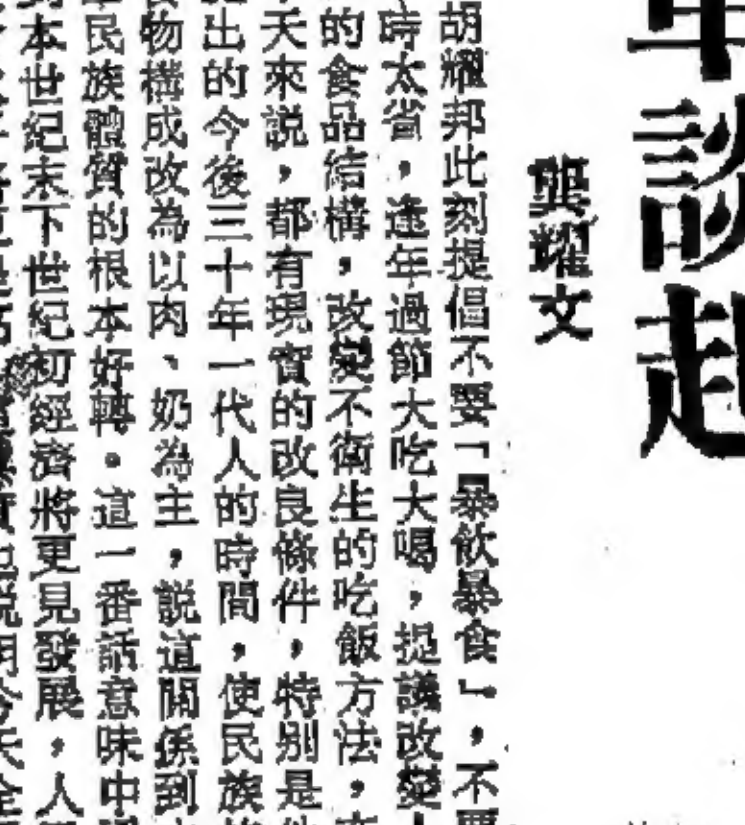 談起
龔耀文
胡耀邦此刻提倡不要「暴飲暴食」，不要
時太省，逢年過節大吃大喝，提議改變
的食品結構，改變不衛生的吃飯方法，
天來說，都有現實的改良條件，特別是
出的今後三十年一代人的時間，使民族
物構成改為以肉、奶為主，說這關係到
民族體質的根本好轉。這一番話意味中
本世紀末下世紀初經濟將更見發展，人
說明今天全